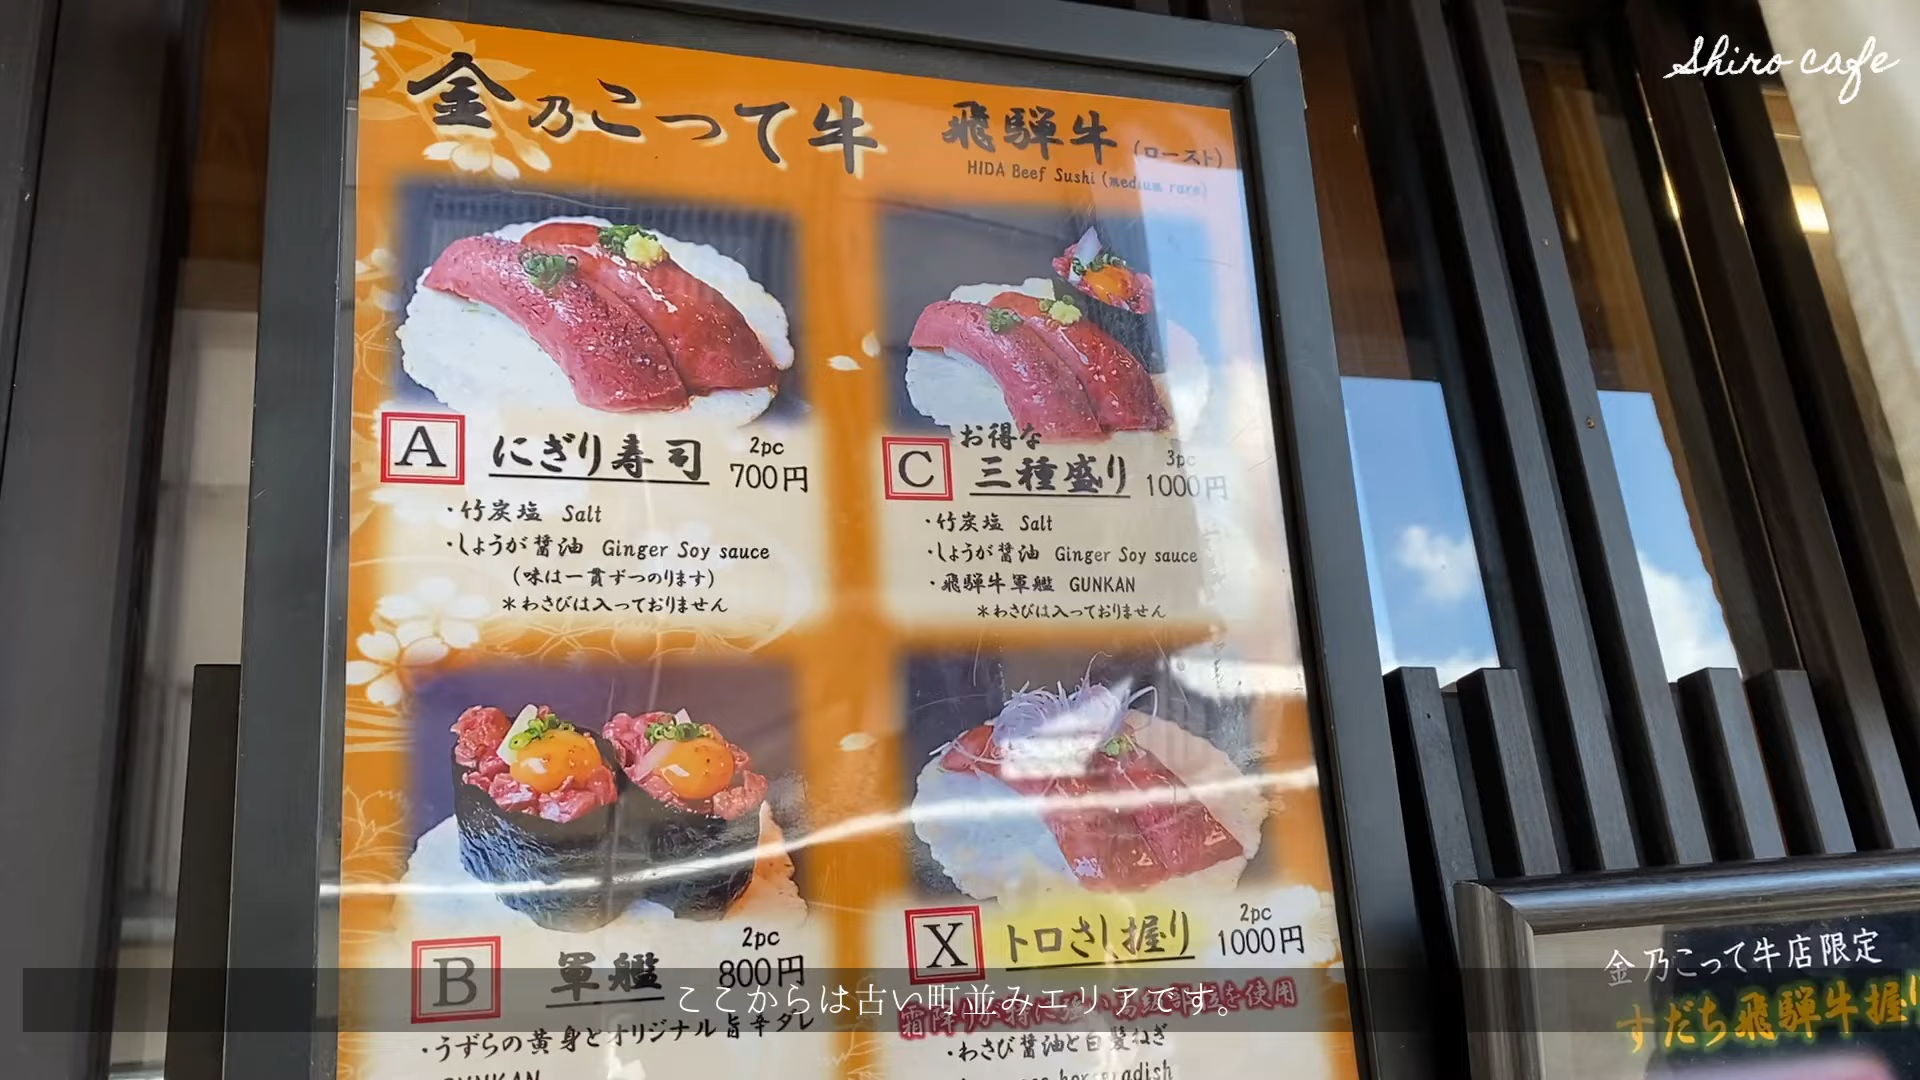 Shiro cafe
金乃こって牛
飛騨牛(ロースト)
HIDA Beef Sushi (medium rare)
A にぎり寿司 2pc 700円
・竹炭塩 Salt
・しょうが醤油 Ginger Soy sauce
(味は一貫ずつのります)
*わさびは入っておりません
C お得な
三種盛り 3pc 1000円
・竹炭塩 Salt
・しょうが醤油 Ginger Soy sauce
・飛騨牛軍艦 GUNKAN
*わさびは入っておりません
B 軍艦 2pc 800円
・うずらの黄身とオリジナル旨辛ダレ
GUNKAN
X トロさし握り 2pc 1000円
を使用
・わさび醤油と白髪ねぎ
horseradish
金乃こって牛店限定
すだち飛騨牛握り
ここからは古い町並みエリアです。